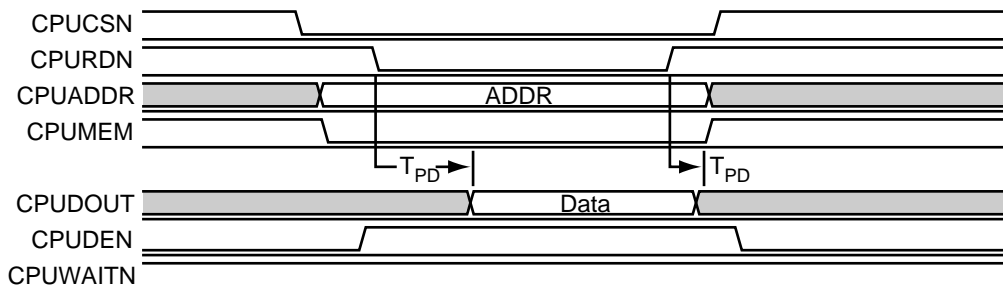 CPUCSN
CPURDN
CPUADDR ADDR
CPUMEM
TPD TPD
CPUDOUT Data
CPUDEN
CPUWAITN